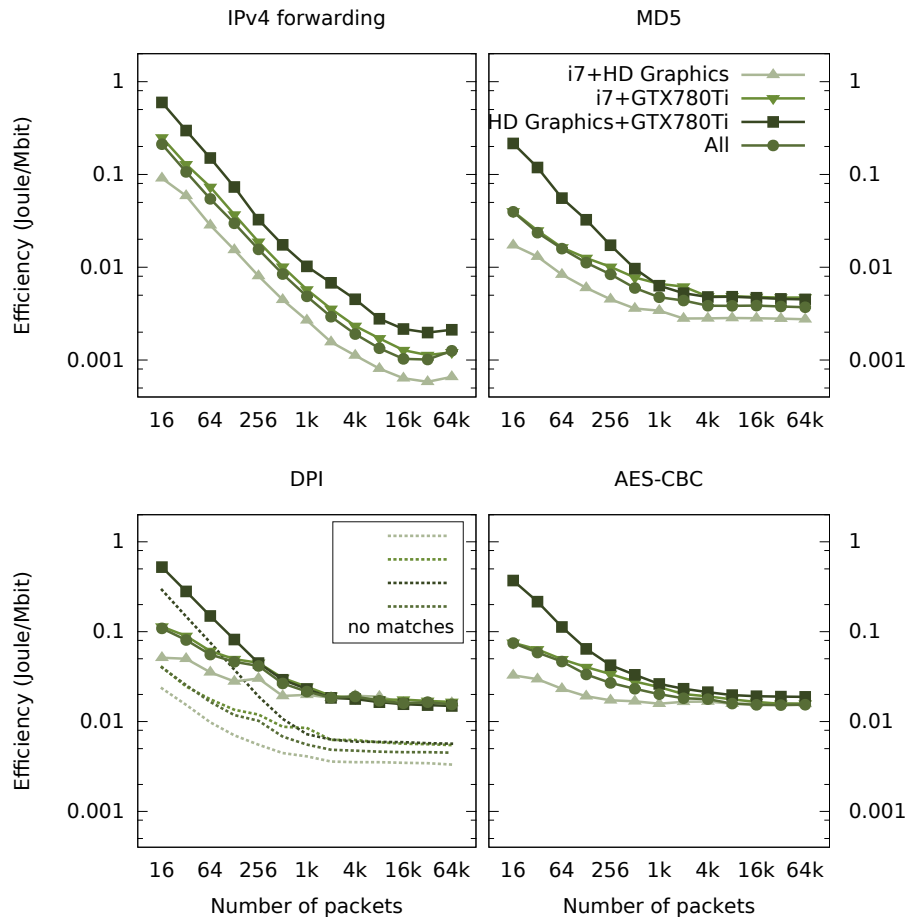 IPv4 forwarding
MD5
Efficiency (Joule/Mbit)
1
0.1
0.01
0.001
16 64 256 1k 4k 16k 64k
i7+HD Graphics
i7+GTX780Ti
HD Graphics+GTX780Ti
All
1
0.1
0.01
0.001
16 64 256 1k 4k 16k 64k
DPI
AES-CBC
Efficiency (Joule/Mbit)
1
0.1
0.01
0.001
no matches
16 64 256 1k 4k 16k 64k
Number of packets
1
0.1
0.01
0.001
16 64 256 1k 4k 16k 64k
Number of packets